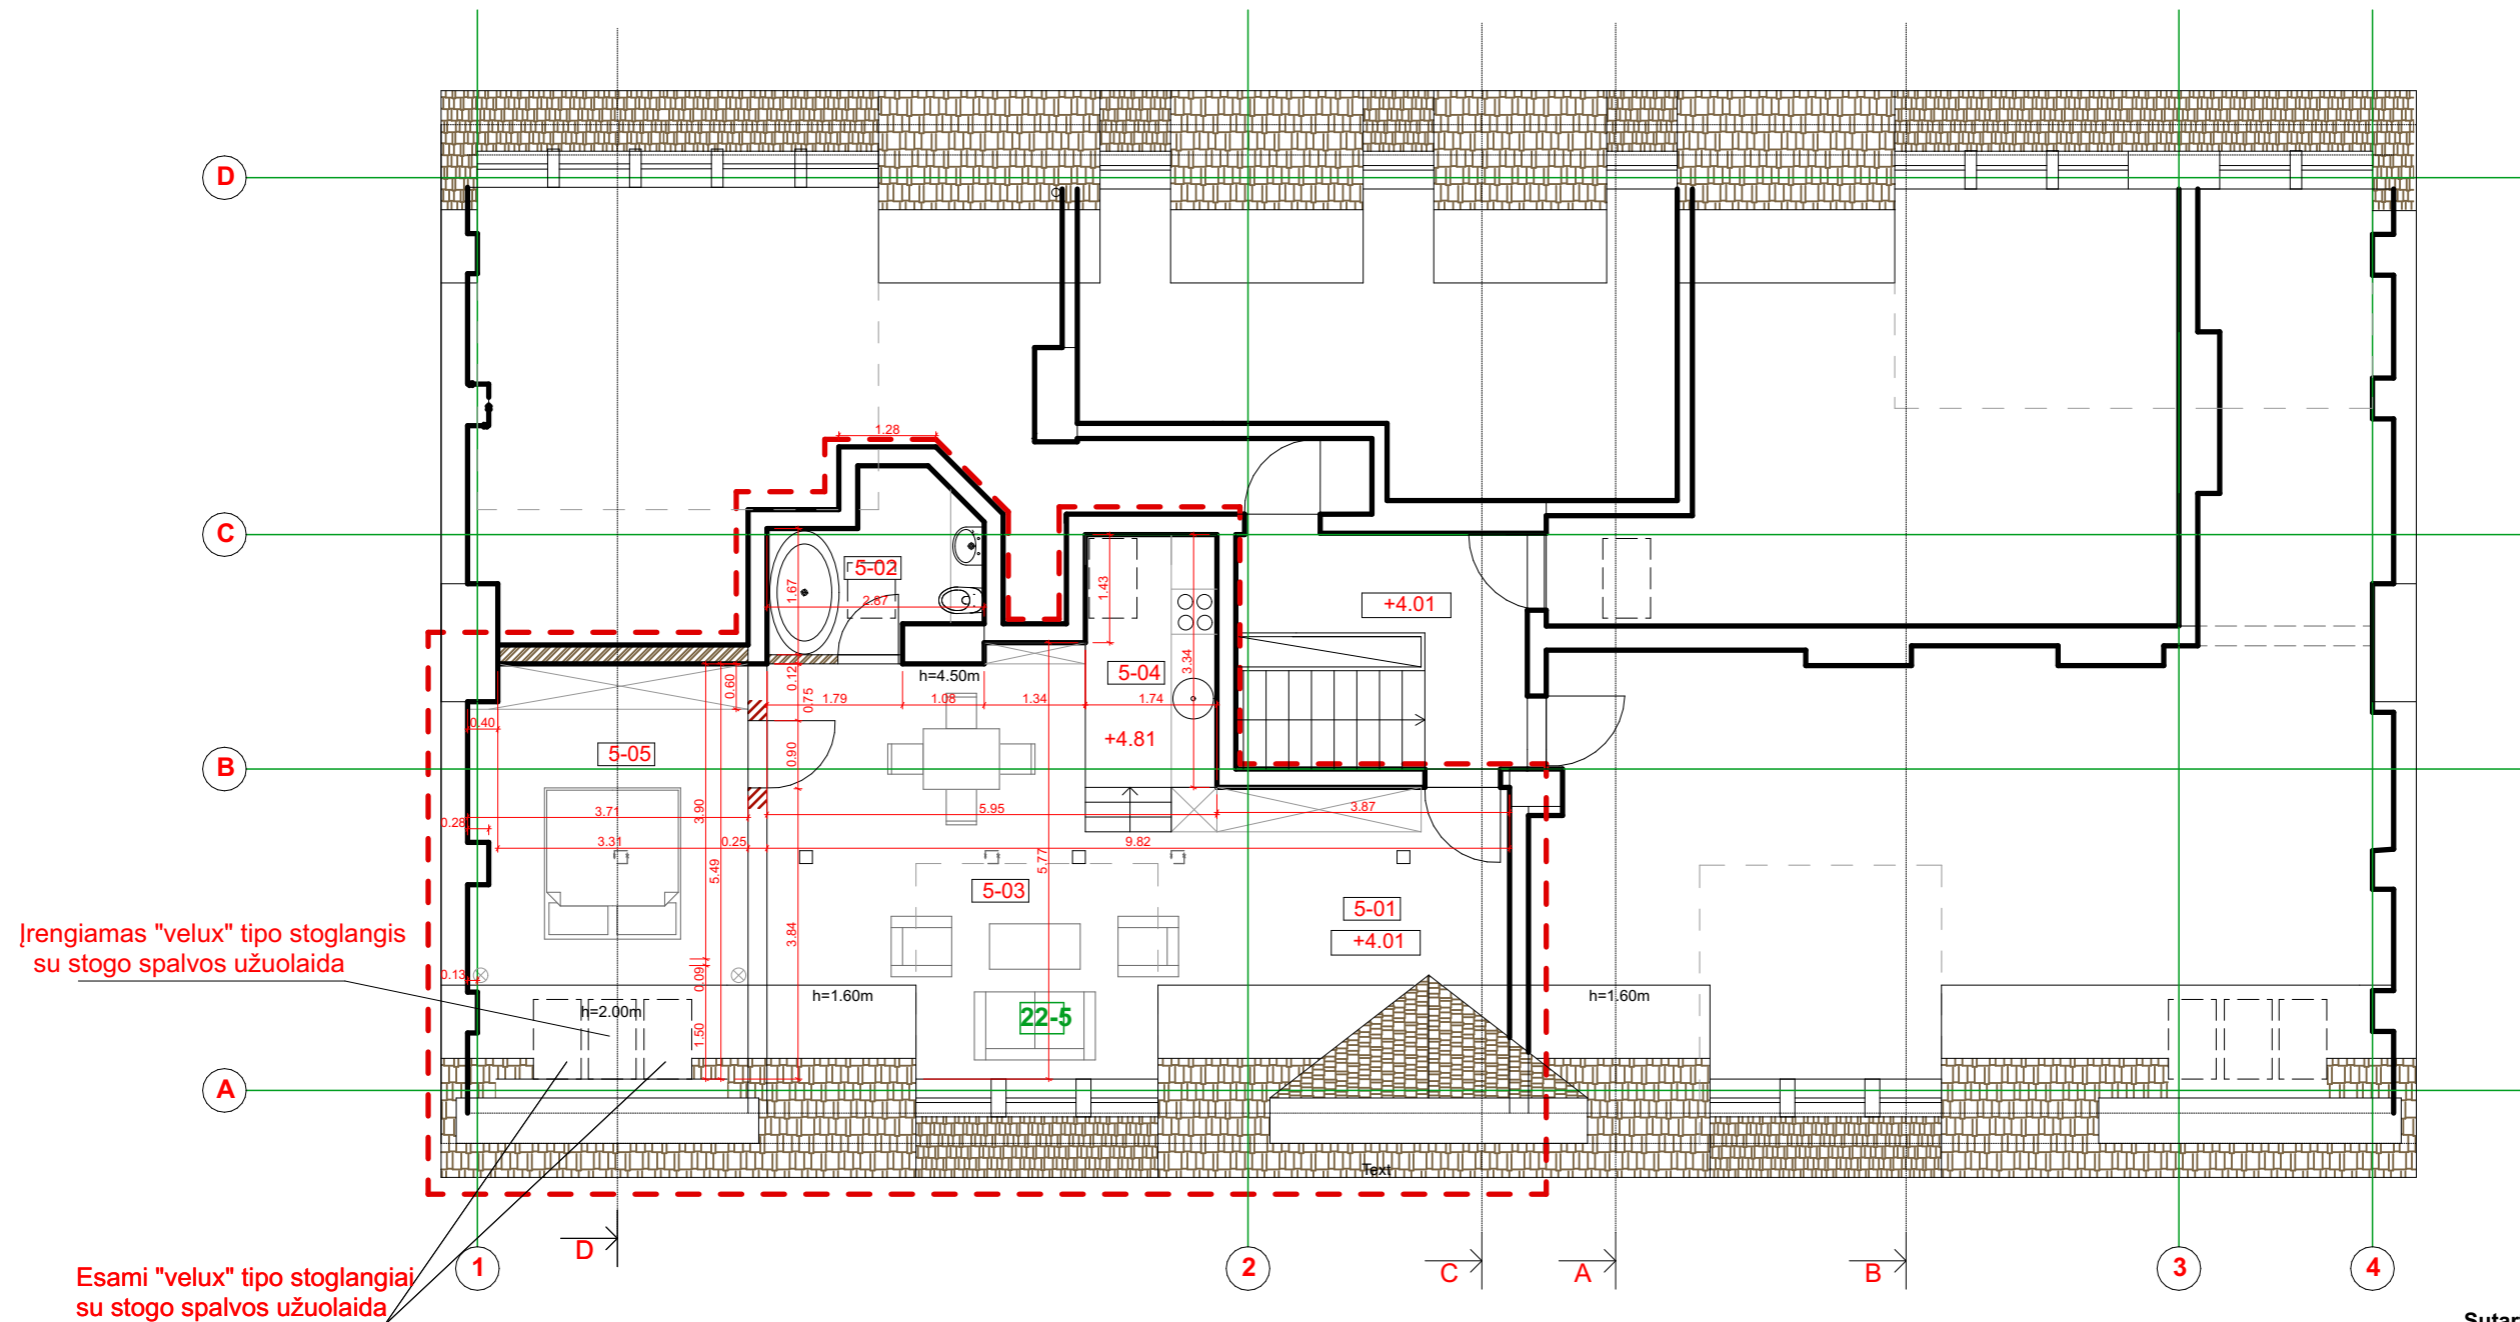 D
1.28
C
5-02
1.67
2.87
1.43
+4.01
0.12
h=4.50m
5-04
3.34
0.60
0.75
1.79
1.08
1.34
1.74
0.40
+4.81
5-05
0.90
B
3.90
3.71
5.95
3.87
0.28
3.31
0.25
9.82
5.49
5.77
5-03
5-01
3.84
+4.01
Įrengiamas "velux" tipo stoglangis
su stogo spalvos užuolaida
0.13
0.09
h=1.60m
h=1.60m
h=2.00m
22-5
1.50
A
Text
D
1
2
C
A
B
3
4
Esami "velux" tipo stoglangiai
su stogo spalvos užuolaida